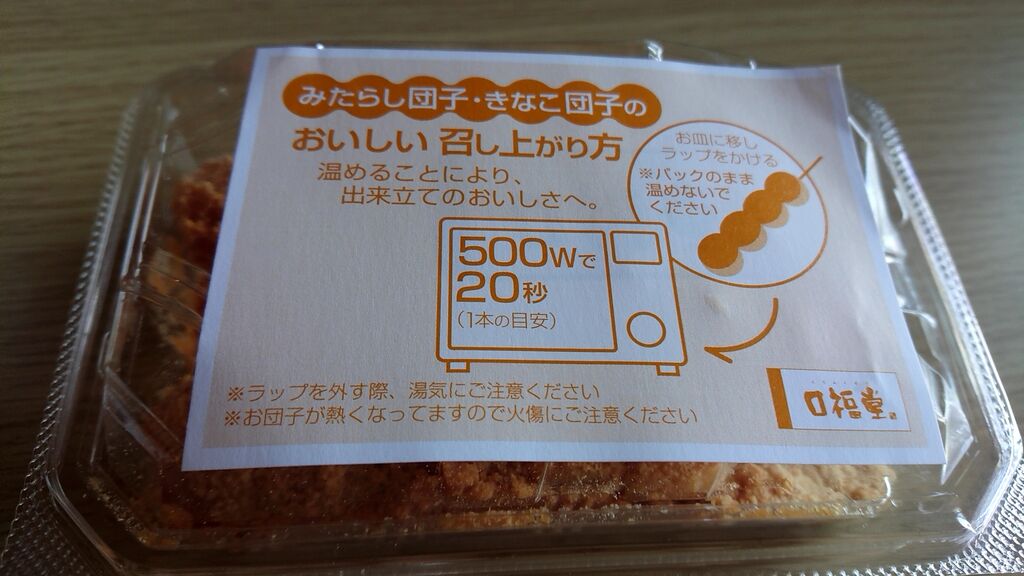 みたらし団子・きなこ団子の
おいしい 召し上がり方
温めることにより、
出来立てのおいしさへ。
お皿に移し
ラップをかける
※パックのまま
温めないで
ください
500Wで
20秒
(1本の目安)
※ラップを外す際、湯気にご注意ください
※お団子が熱くなってますので火傷にご注意ください
口福堂